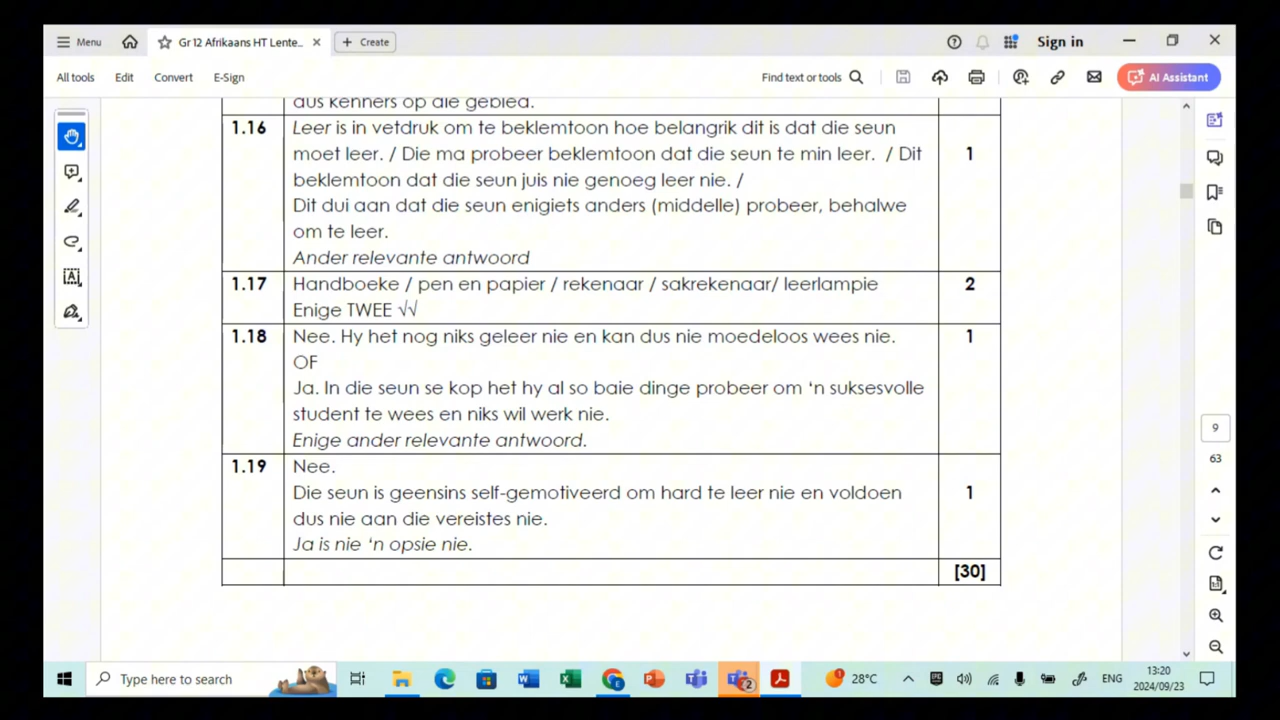 Menu
Gr 12 Afrikaans HT Lente...
Create
Sign in
All tools
Edit
Convert
E-Sign
Find text or tools
AI Assistant
dus kenners op die gebied.
1.16
Leer is in vetdruk om te beklemtoon hoe belangrik dit is dat die seun
moet leer. / Die ma probeer beklemtoon dat die seun te min leer. / Dit
beklemtoon dat die seun juis nie genoeg leer nie. /
Dit dui aan dat die seun enigiets anders (middelle) probeer, behalwe
om te leer.
Ander relevante antwoord
1
1.17
Handboeke / pen en papier / rekenaar / sakrekenaar/ leerlampie
Enige TWEE √√
2
1.18
Nee. Hy het nog niks geleer nie en kan dus nie moedeloos wees nie.
OF
Ja. In die seun se kop het hy al so baie dinge probeer om ‘n suksesvolle
student te wees en niks wil werk nie.
Enige ander relevante antwoord.
1
1.19
Nee.
Die seun is geensins self-gemotiveerd om hard te leer nie en voldoen
dus nie aan die vereistes nie.
Ja is nie ‘n opsie nie.
1
[30]
9
63
Type here to search
2
28°C
ENG
13:20
2024/09/23